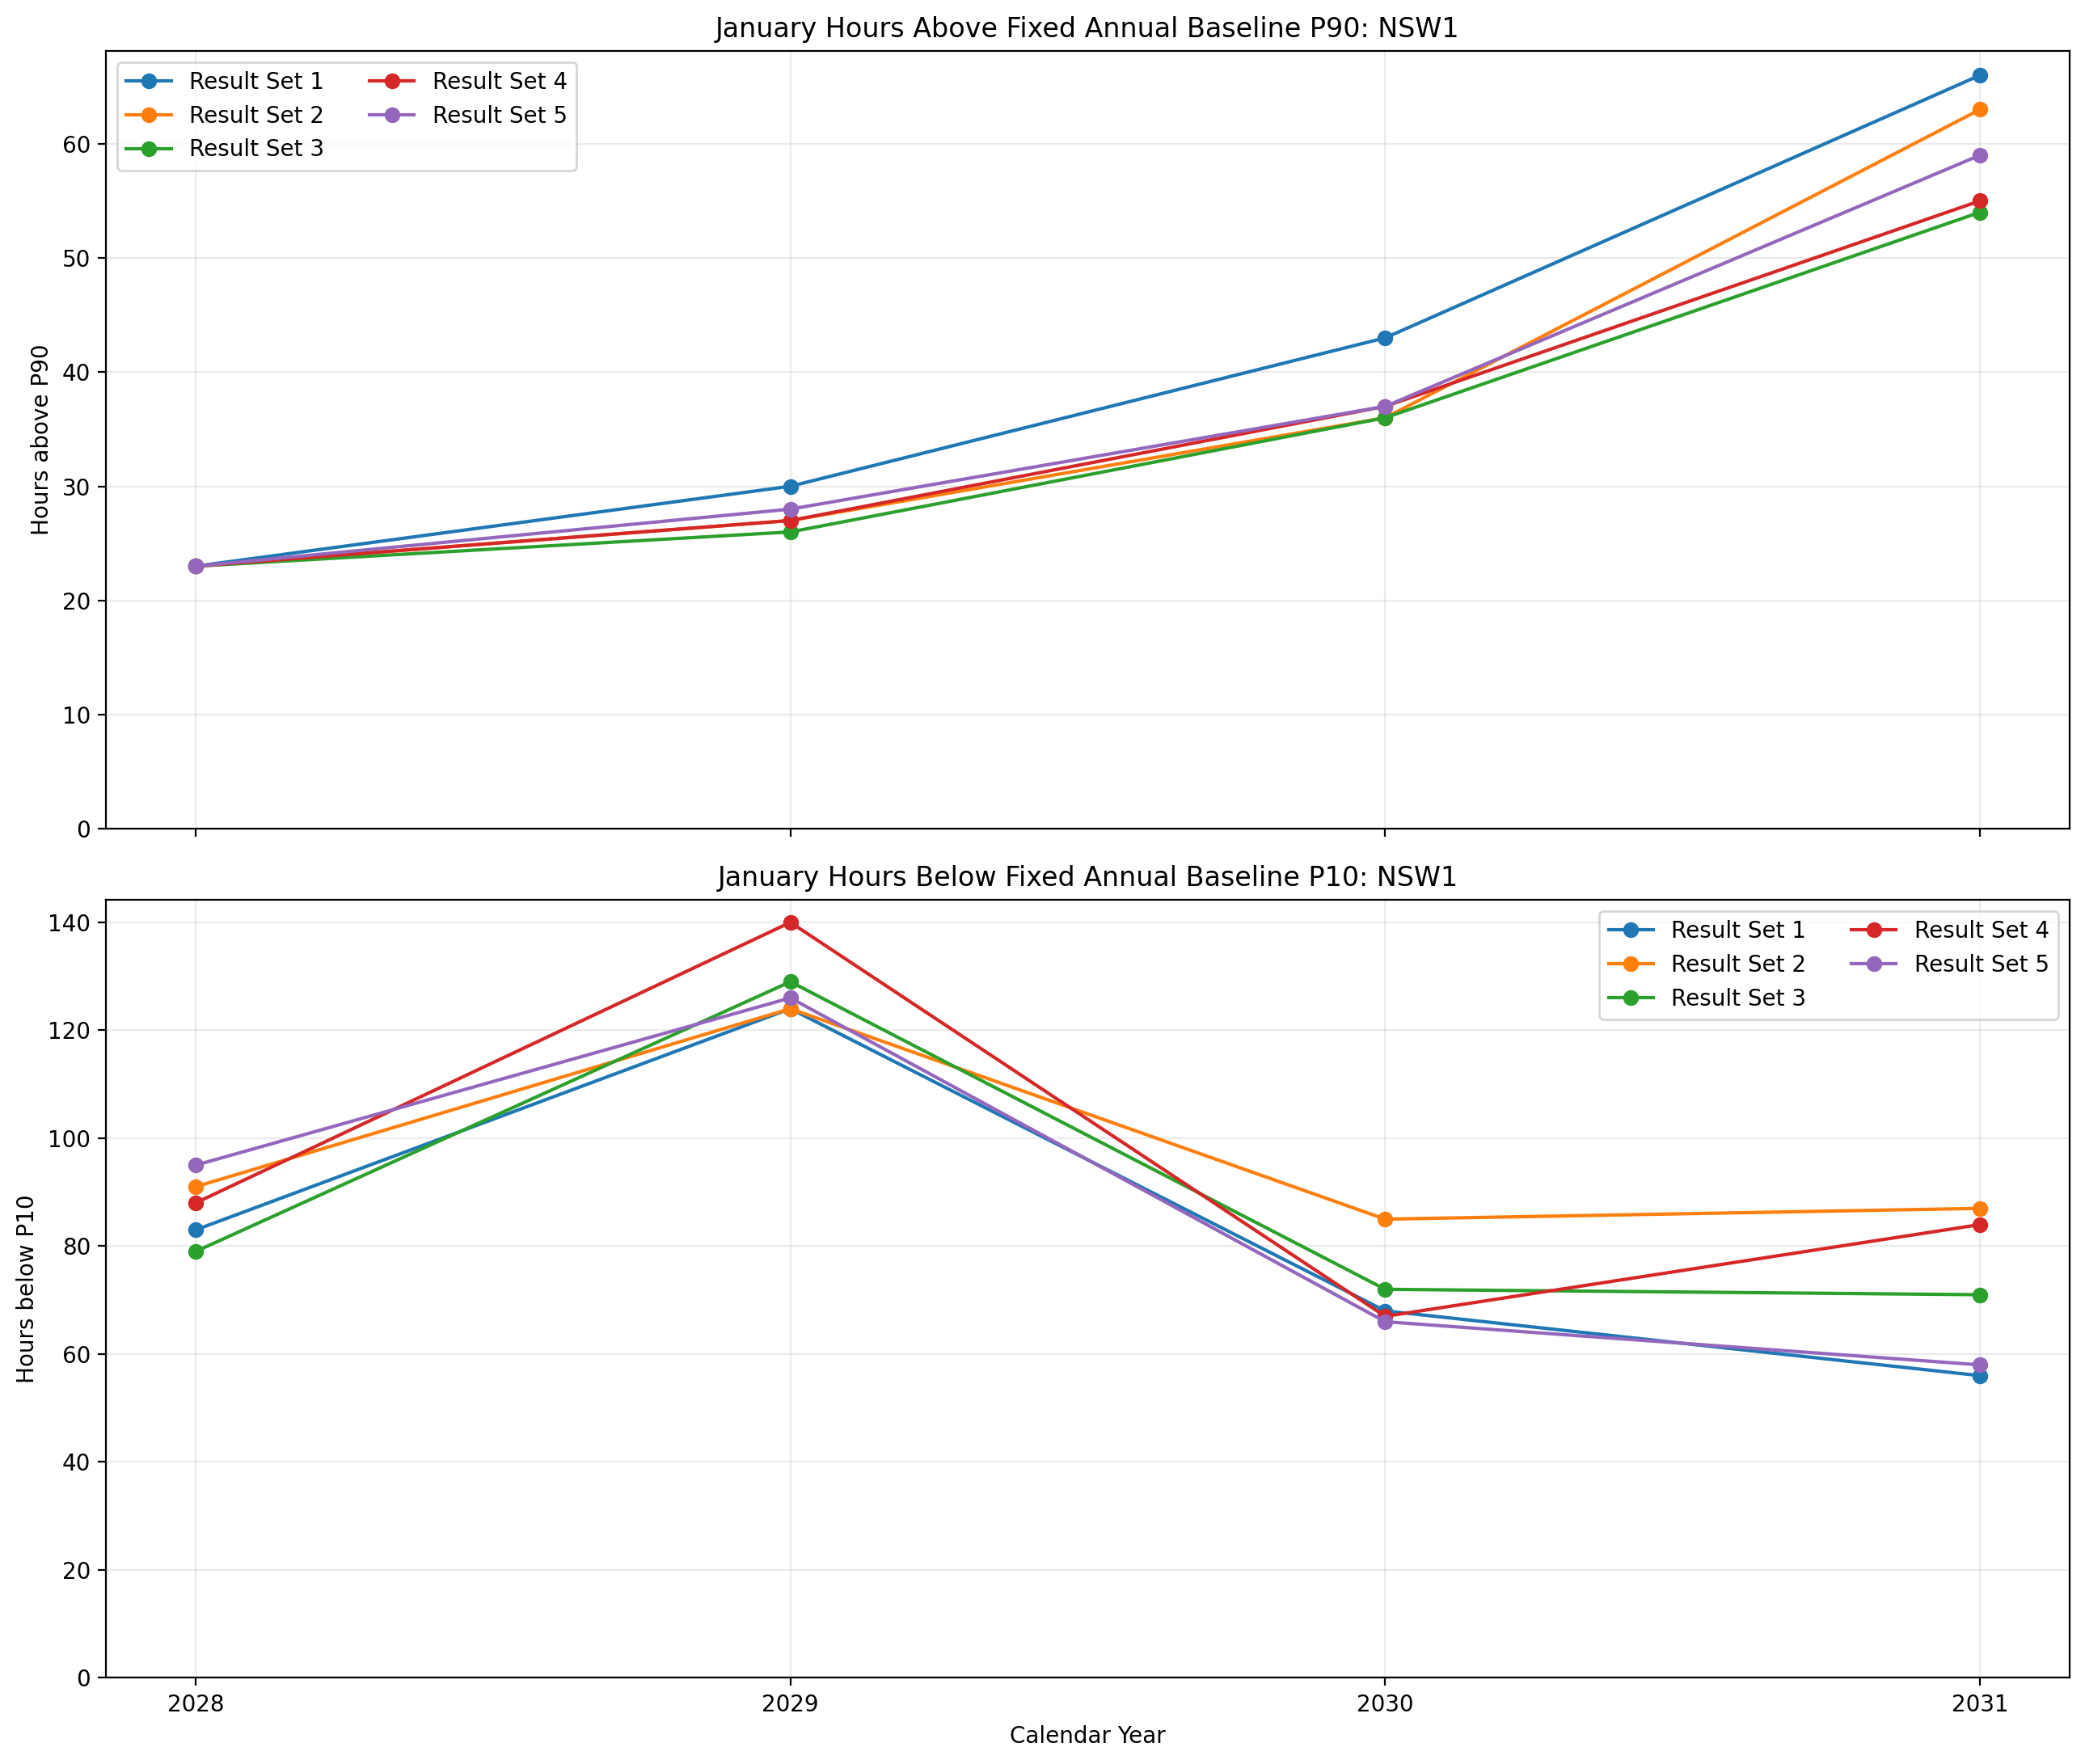 January Hours Above Fixed Annual Baseline P90: NSW1
Result Set 1
Result Set 2
Result Set 3
Result Set 4
Result Set 5
Hours above P90
60
50
40
30
20
10
0
January Hours Below Fixed Annual Baseline P10: NSW1
Result Set 1
Result Set 2
Result Set 3
Result Set 4
Result Set 5
Hours below P10
140
120
100
80
60
40
20
0
2028
2029
2030
2031
Calendar Year